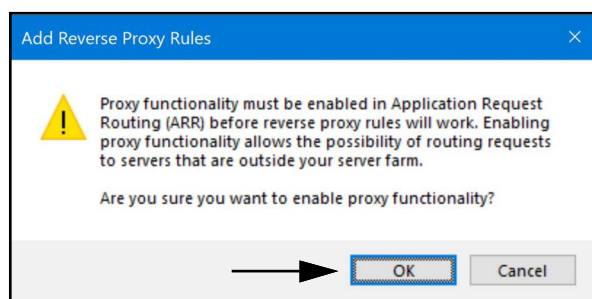 Add Reverse Proxy Rules
Proxy functionality must be enabled in Application Request
Routing (ARR) before reverse proxy rules will work. Enabling
proxy functionality allows the possibility of routing requests
to servers that are outside your server farm.
Are you sure you want to enable proxy functionality?
OK
Cancel